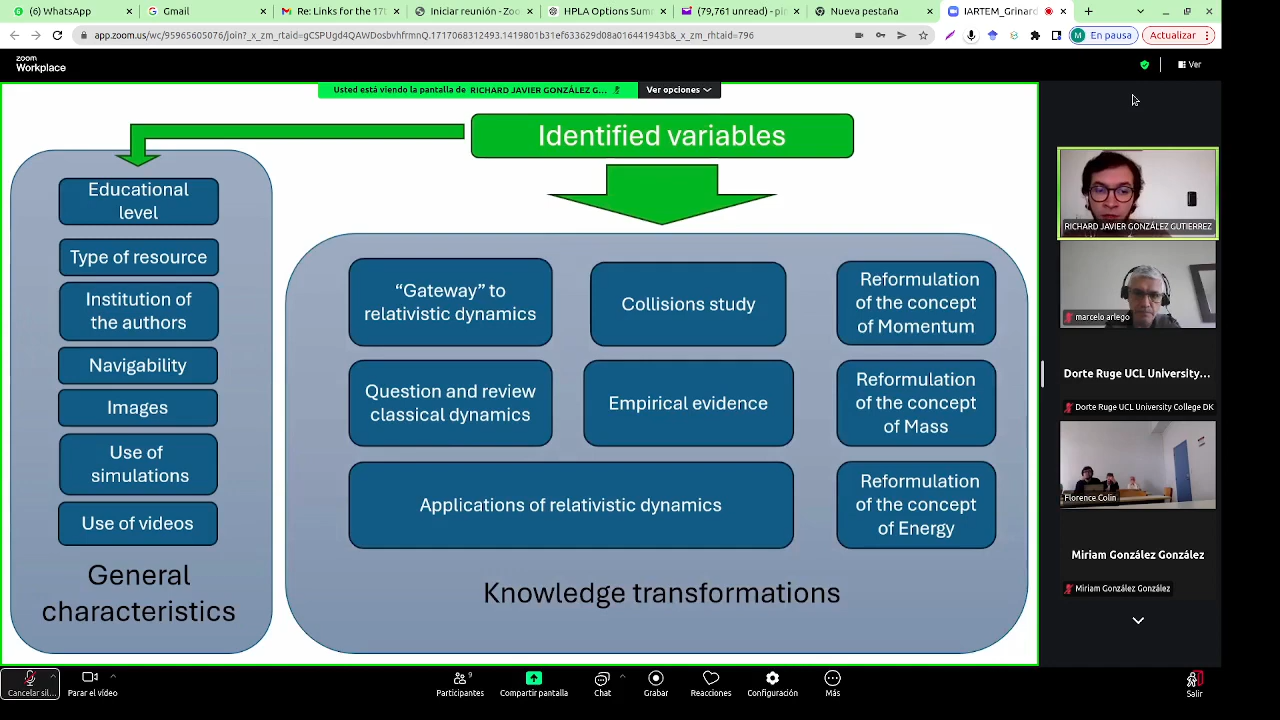 (6) WhatsApp
Gmail
Re: Links for the 17t
Iniciar reunión - Zoo
HPLA Options Sum
(79,761 unread) - pi
Nueva pestaña
IARTEM_Grinard
app.zoom.us/wc/95965605076/join?_x_zm_rtaid=gCSPUgd4QAWobtvhfrmnQ.1717068312493.1419801b31ef633629d08a016441943b&_x_zm_rhtaid=796
M
En pausa
Actualizar
zoom
Workplace
Ver
Usted está viendo la pantalla de RICHARD JAVIER GONZÁLEZ G...
Ver opciones
Identified variables
Educational
level
Type of resource
Institution of
the authors
Navigability
Images
Use of
simulations
Use of videos
General
characteristics
“Gateway” to
relativistic dynamics
Collisions study
Reformulation
of the concept
of Momentum
Question and review
classical dynamics
Empirical evidence
Reformulation
of the concept
of Mass
Applications of relativistic dynamics
Reformulation
of the concept
of Energy
Knowledge transformations
RICHARD JAVIER GONZÁLEZ GUTIERREZ
marcelo arlego
Dorte Ruge UCL University...
Dorte Ruge UCL University College DK
Florence Colin
Miriam González González
Miriam González González
Cancelar sil...
Parar el vídeo
9
Participantes
Compartir pantalla
Chat
Grabar
Reacciones
Configuración
Más
Salir